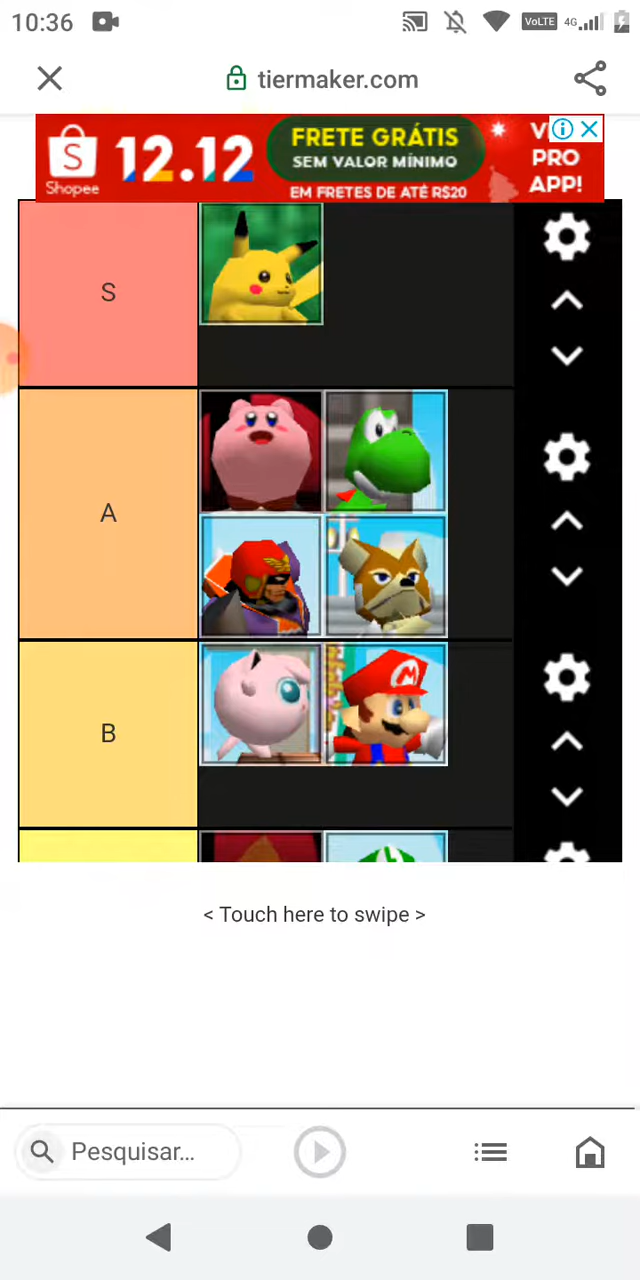 10:36
VoLTE 4G
tiermaker.com
S
Shopee
12.12
FRETE GRÁTIS
SEM VALOR MÍNIMO
EM FRETES DE ATÉ R$20
PRO
APP!
S
A
B
M
< Touch here to swipe >
Pesquisar...